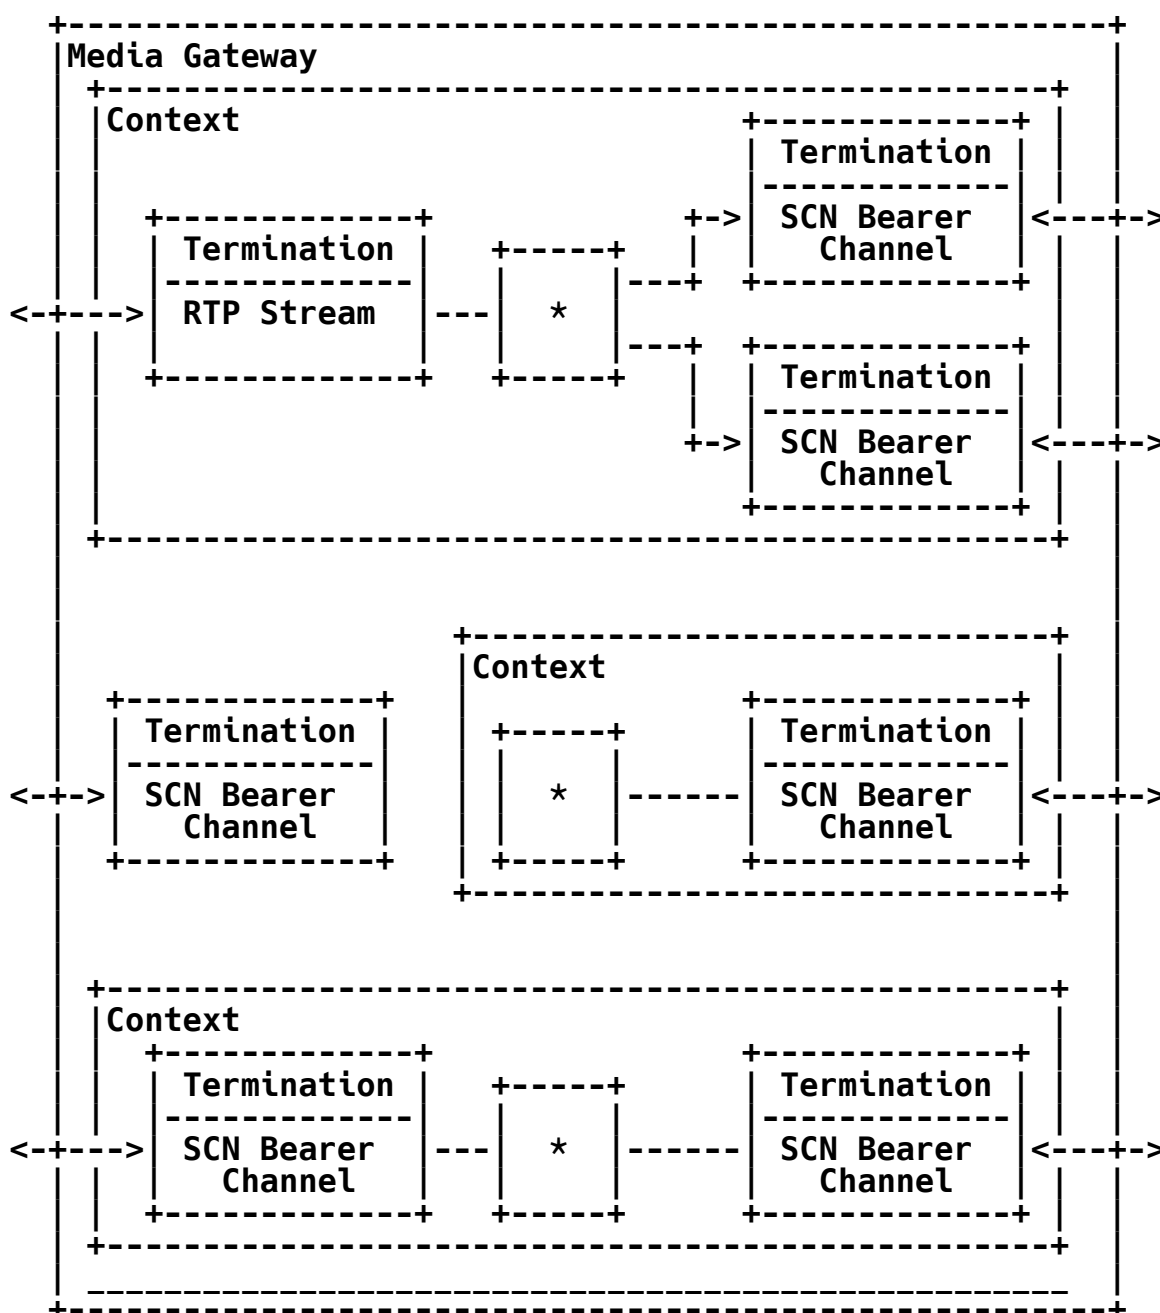 Media Gateway
Context
Termination
SCN Bearer
Channel
Termination
RTP Stream
*
Termination
SCN Bearer
Channel
Context
Termination
SCN Bearer
Channel
*
Termination
SCN Bearer
Channel
Context
Termination
SCN Bearer
Channel
*
Termination
SCN Bearer
Channel